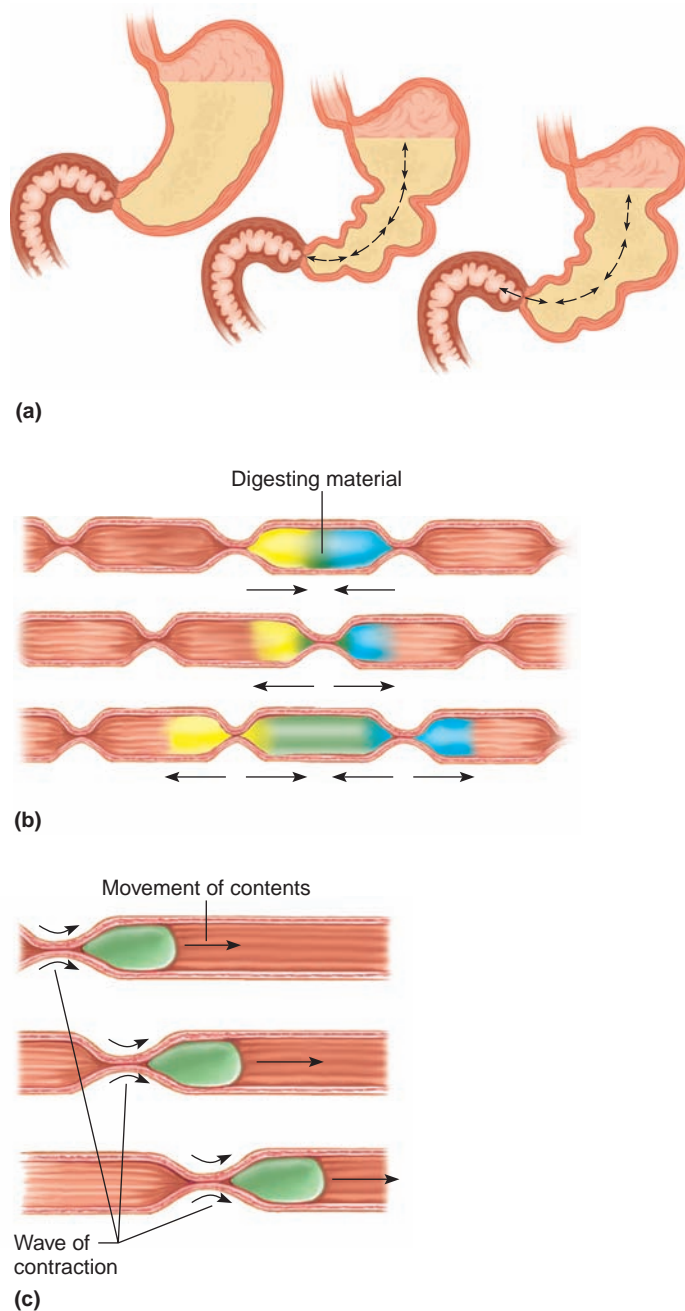 (a)
Digesting material
(b)
Movement of contents
Wave of
contraction
(c)